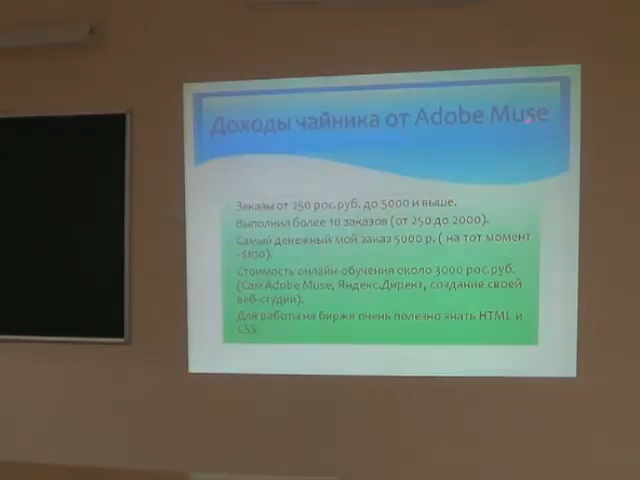 Доходы чайника от Adobe Muse
Заказы от 250 рос.руб. до 5000 и выше.
Выполнил более 10 заказов (от 250 до 2000).
Самый денежный мой заказ 5000 р. ( на тот момент
-$100).
Стоимость онлайн-обучения около 3000 рос.руб.
(Сам Adobe Muse, Яндекс.Директ, создание своей
веб-студии).
Для работы на бирже очень полезно знать HTML и
CSS.